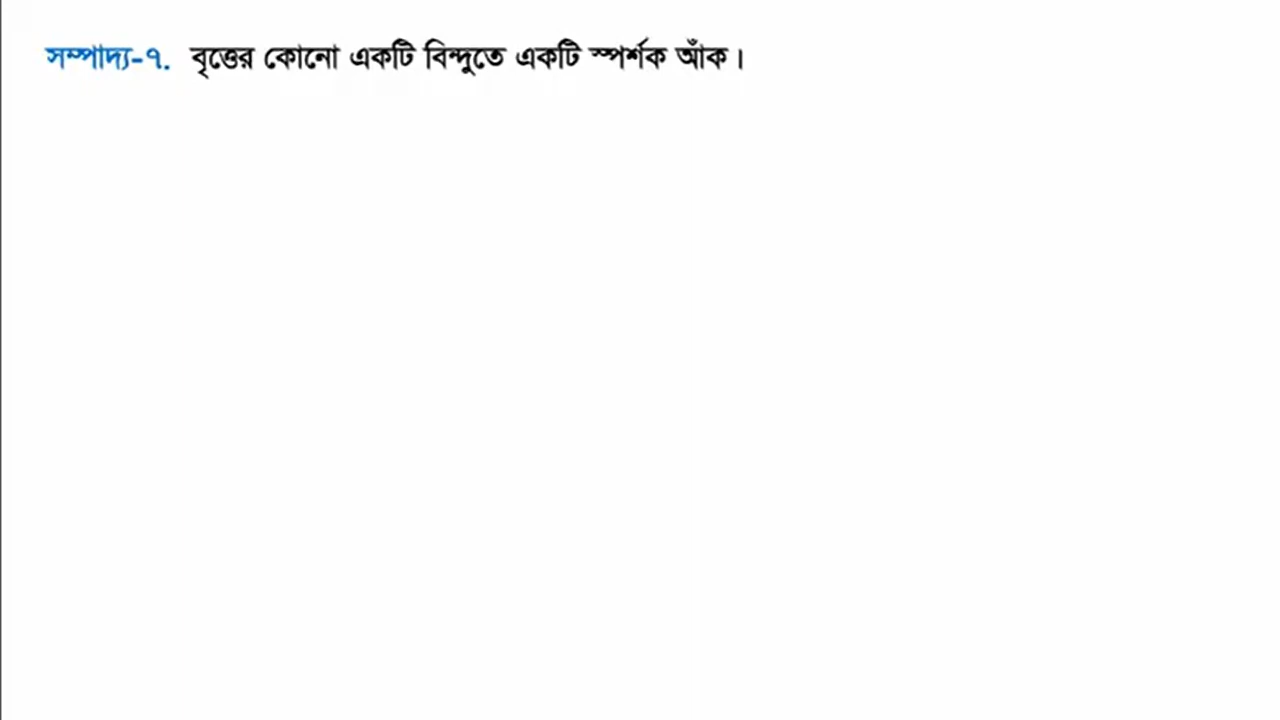 সম্পাদ্য-৭. বৃত্তের কোনো একটি বিন্দুতে একটি স্পর্শক আঁক।